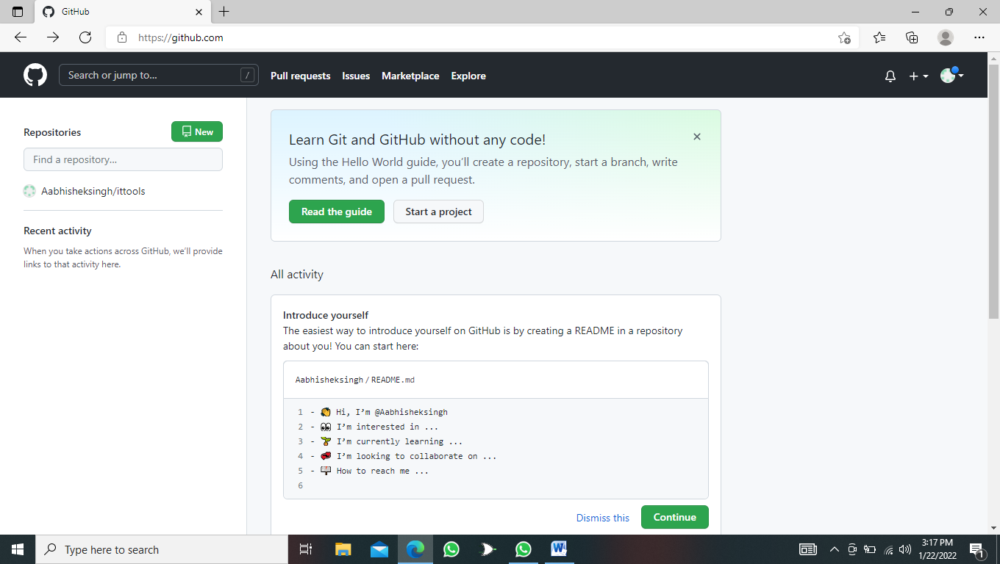 GitHub
https://github.com
Search or jump to... /
Pull requests Issues Marketplace Explore
Repositories
New
Find a repository...
Aabhisheksingh/ittools
Recent activity
When you take actions across GitHub, we'll provide
links to that activity here.
Learn Git and GitHub without any code!
Using the Hello World guide, you'll create a repository, start a branch, write
comments, and open a pull request.
Read the guide Start a project
All activity
Introduce yourself
The easiest way to introduce yourself on GitHub is by creating a README in a repository
about you! You can start here:
Aabhisheksingh/README.md
1 - 👋 Hi, I'm @Aabhisheksingh
2 - 👀 I'm interested in ...
3 - 🌱 I'm currently learning ...
4 - 💞️ I'm looking to collaborate on ...
5 - 📫 How to reach me ...
6
Dismiss this Continue
Type here to search
3:17 PM
1/22/2022
1